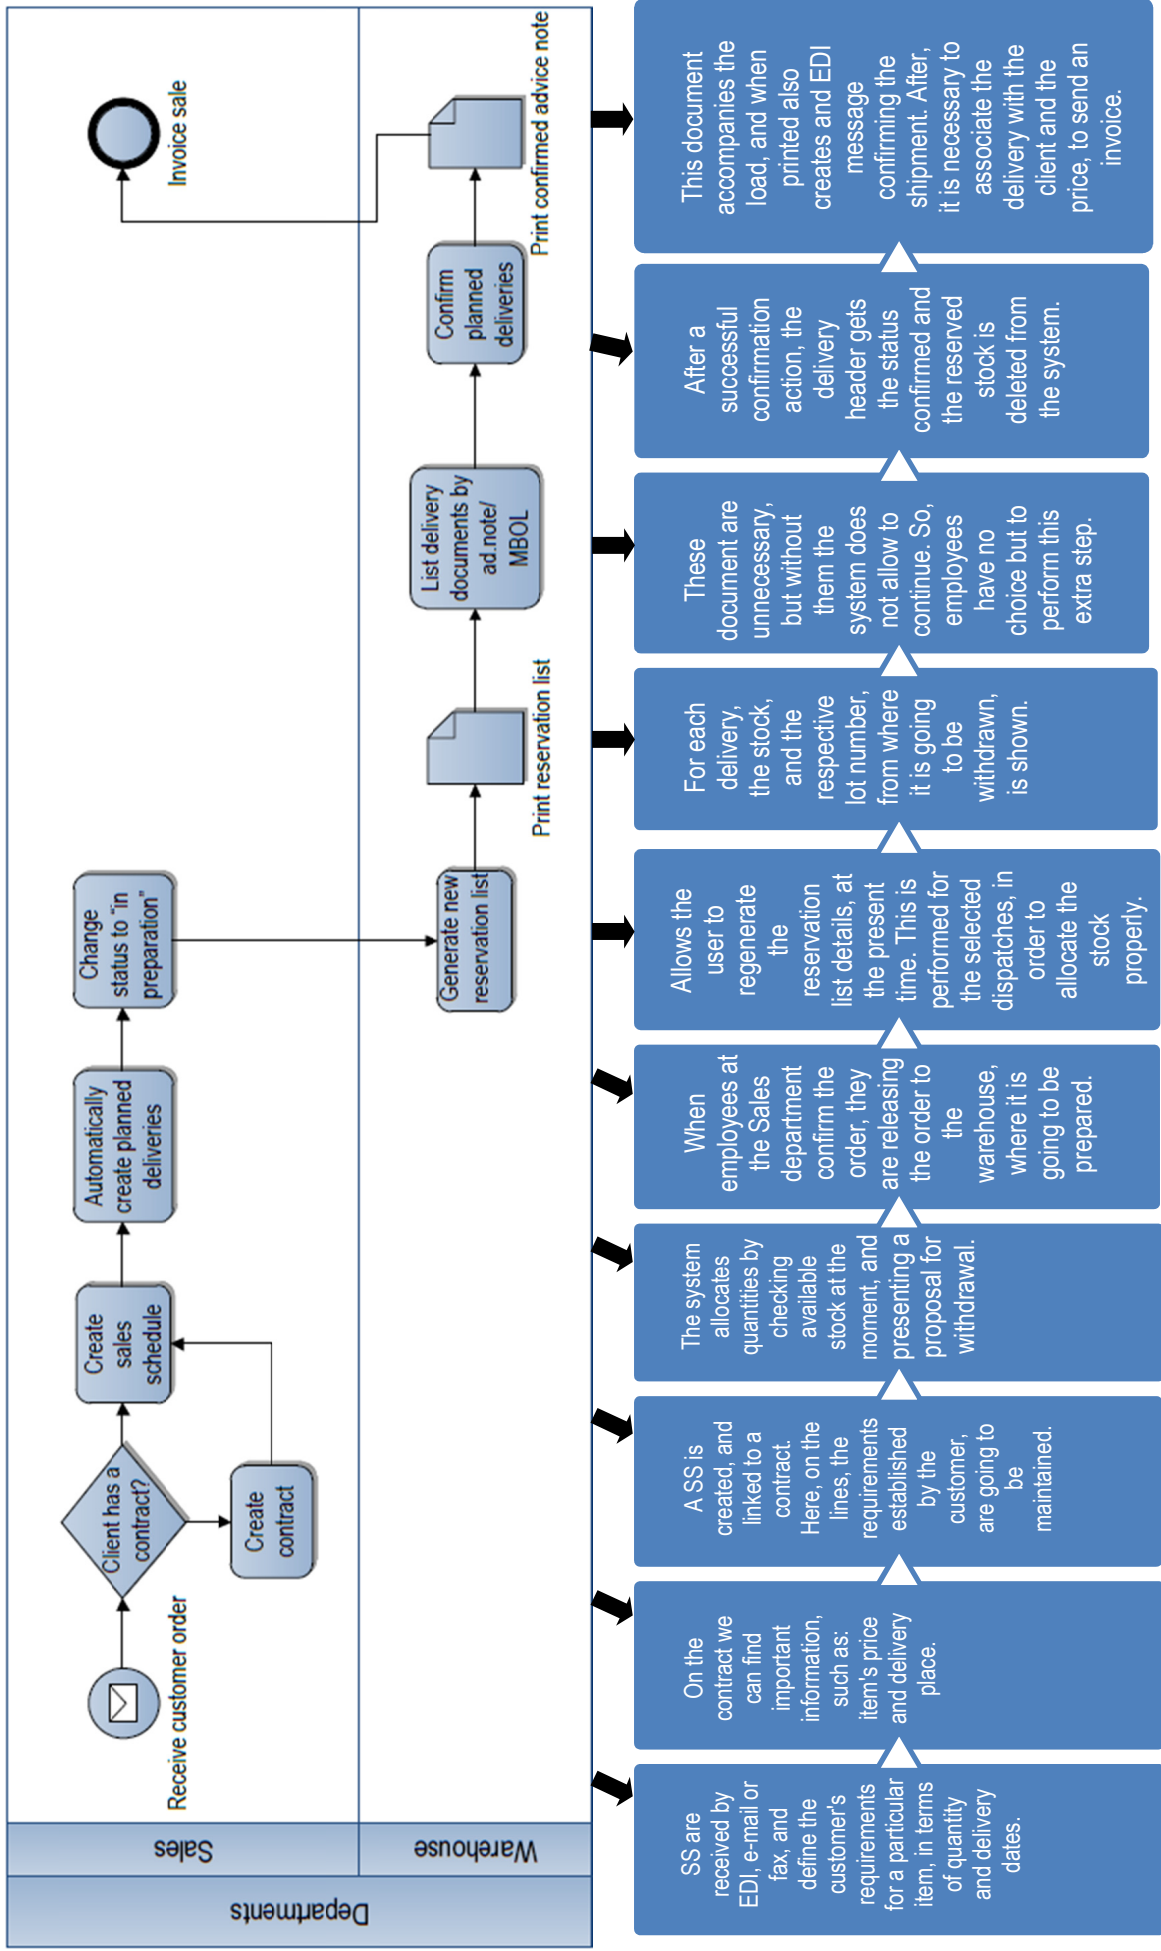 Departments
Sales
Warehouse
Receive customer order
Client has a
contract?
Create
contract
Create
sales
schedule
Automatically
create planned
deliveries
Change
status to “in
preparation”
Invoice sale
Generate new
reservation list
Print reservation list
List delivery
documents by
ad.note/
MBOL
Confirm
planned
deliveries
Print confirmed advice note
SS are
received by
EDI, e-mail or
fax, and
define the
customer's
requirements
for a particular
item, in terms
of quantity
and delivery
dates.
On the
contract we
can find
important
information,
such as:
item's price
and delivery
place.
A SS is
created, and
linked to a
contract.
Here, on the
lines, the
requirements
established
by the
customer,
are going to
be
maintained.
The system
allocates
quantities by
checking
available
stock at the
moment, and
presenting a
proposal for
withdrawal.
When
employees at
the Sales
department
confirm the
order, they
are releasing
the order to
the
warehouse,
where it is
going to be
prepared.
Allows the
user to
regenerate
the
reservation
list details, at
the present
time. This is
performed for
the selected
dispatches, in
order to
allocate the
stock
properly.
For each
delivery,
the stock,
and the
respective
lot number,
from where
it is going
to be
withdrawn,
is shown.
These
document are
unnecessary,
but without
them the
system does
not allow to
continue. So,
employees
have no
choice but to
perform this
extra step.
After a
successful
confirmation
action, the
delivery
header gets
the status
confirmed and
the reserved
stock is
deleted from
the system.
This document
accompanies the
load, and when
printed also
creates and EDI
message
confirming the
shipment. After,
it is necessary to
associate the
delivery with the
client and the
price, to send an
invoice.